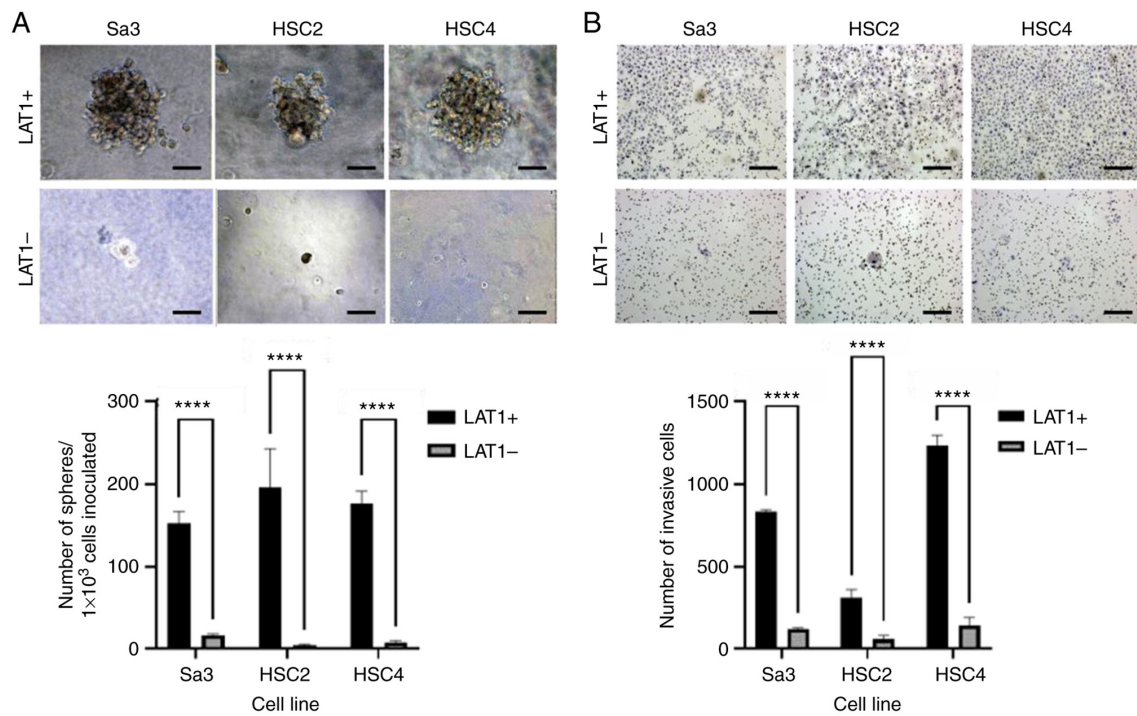 A
Sa3 HSC2 HSC4
LAT1+
LAT1–
**** **** ****
300
200
100
0
Number of spheres/
1×10³ cells inoculated
LAT1+
LAT1–
Sa3 HSC2 HSC4
Cell line
B
Sa3 HSC2 HSC4
LAT1+
LAT1–
**** **** ****
1500
1000
500
0
Number of invasive cells
LAT1+
LAT1–
Sa3 HSC2 HSC4
Cell line